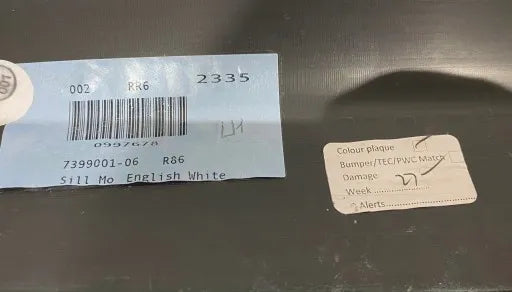 001
002 RR6 2335
0997678
7399001-06 R86
Sill Mo English White
Colour plaque
Bumper/TEC/PWC Match
Damage
Week ..................
Alerts..............................